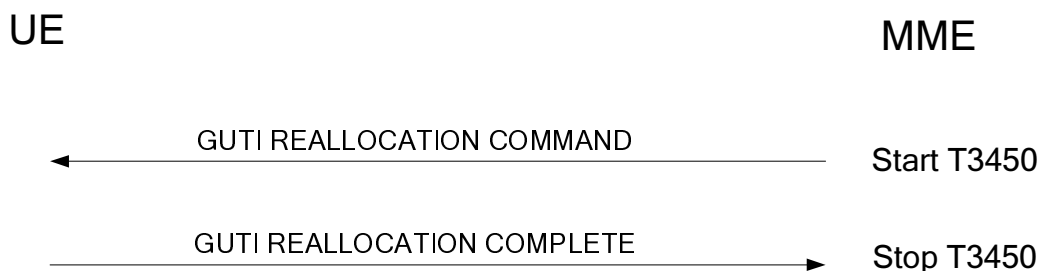 UE
MME
GUTI REALLOCATION COMMAND
Start T3450
GUTI REALLOCATION COMPLETE
Stop T3450